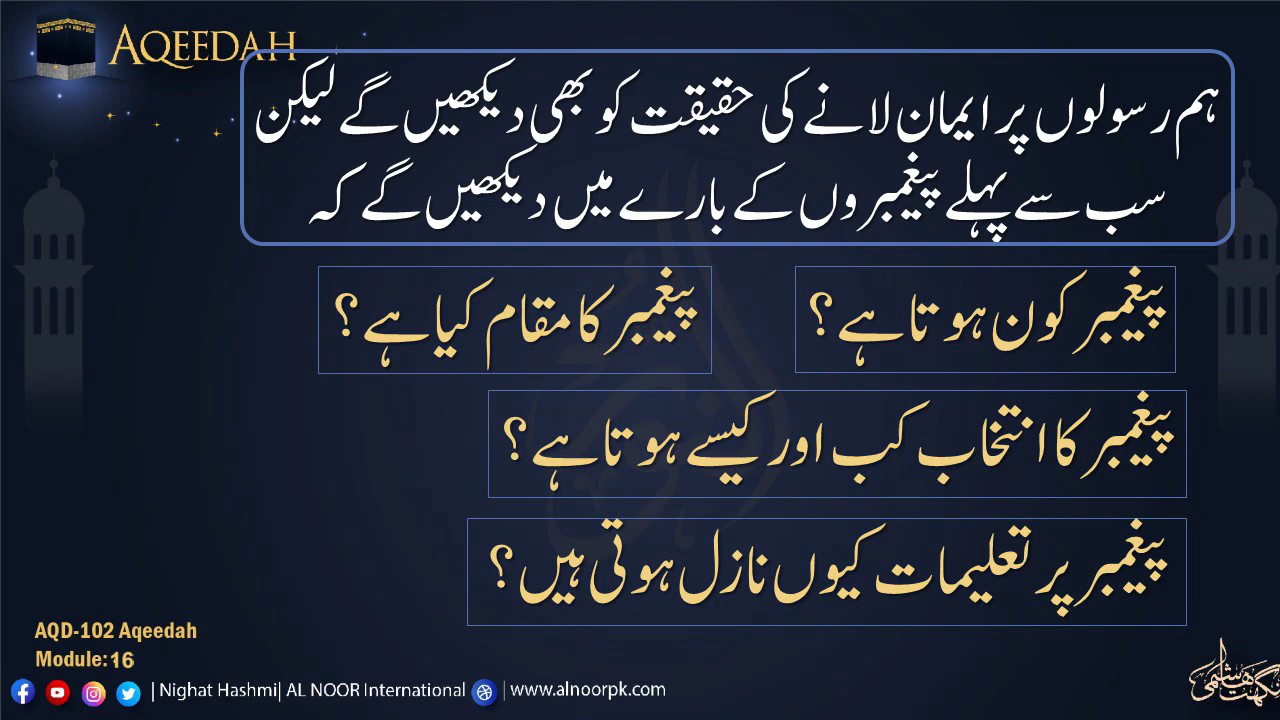 AQEEDAH
ہم رسولوں پر ایمان لانے کی حقیقت کو بھی دیکھیں گے لیکن
سب سے پہلے پیغمبروں کے بارے میں دیکھیں گے کہ
پیغمبر کون ہوتا ہے؟
پیغمبر کا مقام کیا ہے؟
پیغمبر کا انتخاب کب اور کیسے ہوتا ہے؟
پیغمبر پر تعلیمات کیوں نازل ہوتی ہیں؟
AQD-102 Aqeedah
Module:16
| Nighat Hashmi| AL NOOR International | www.alnoorpk.com
نگہت ہاشمی